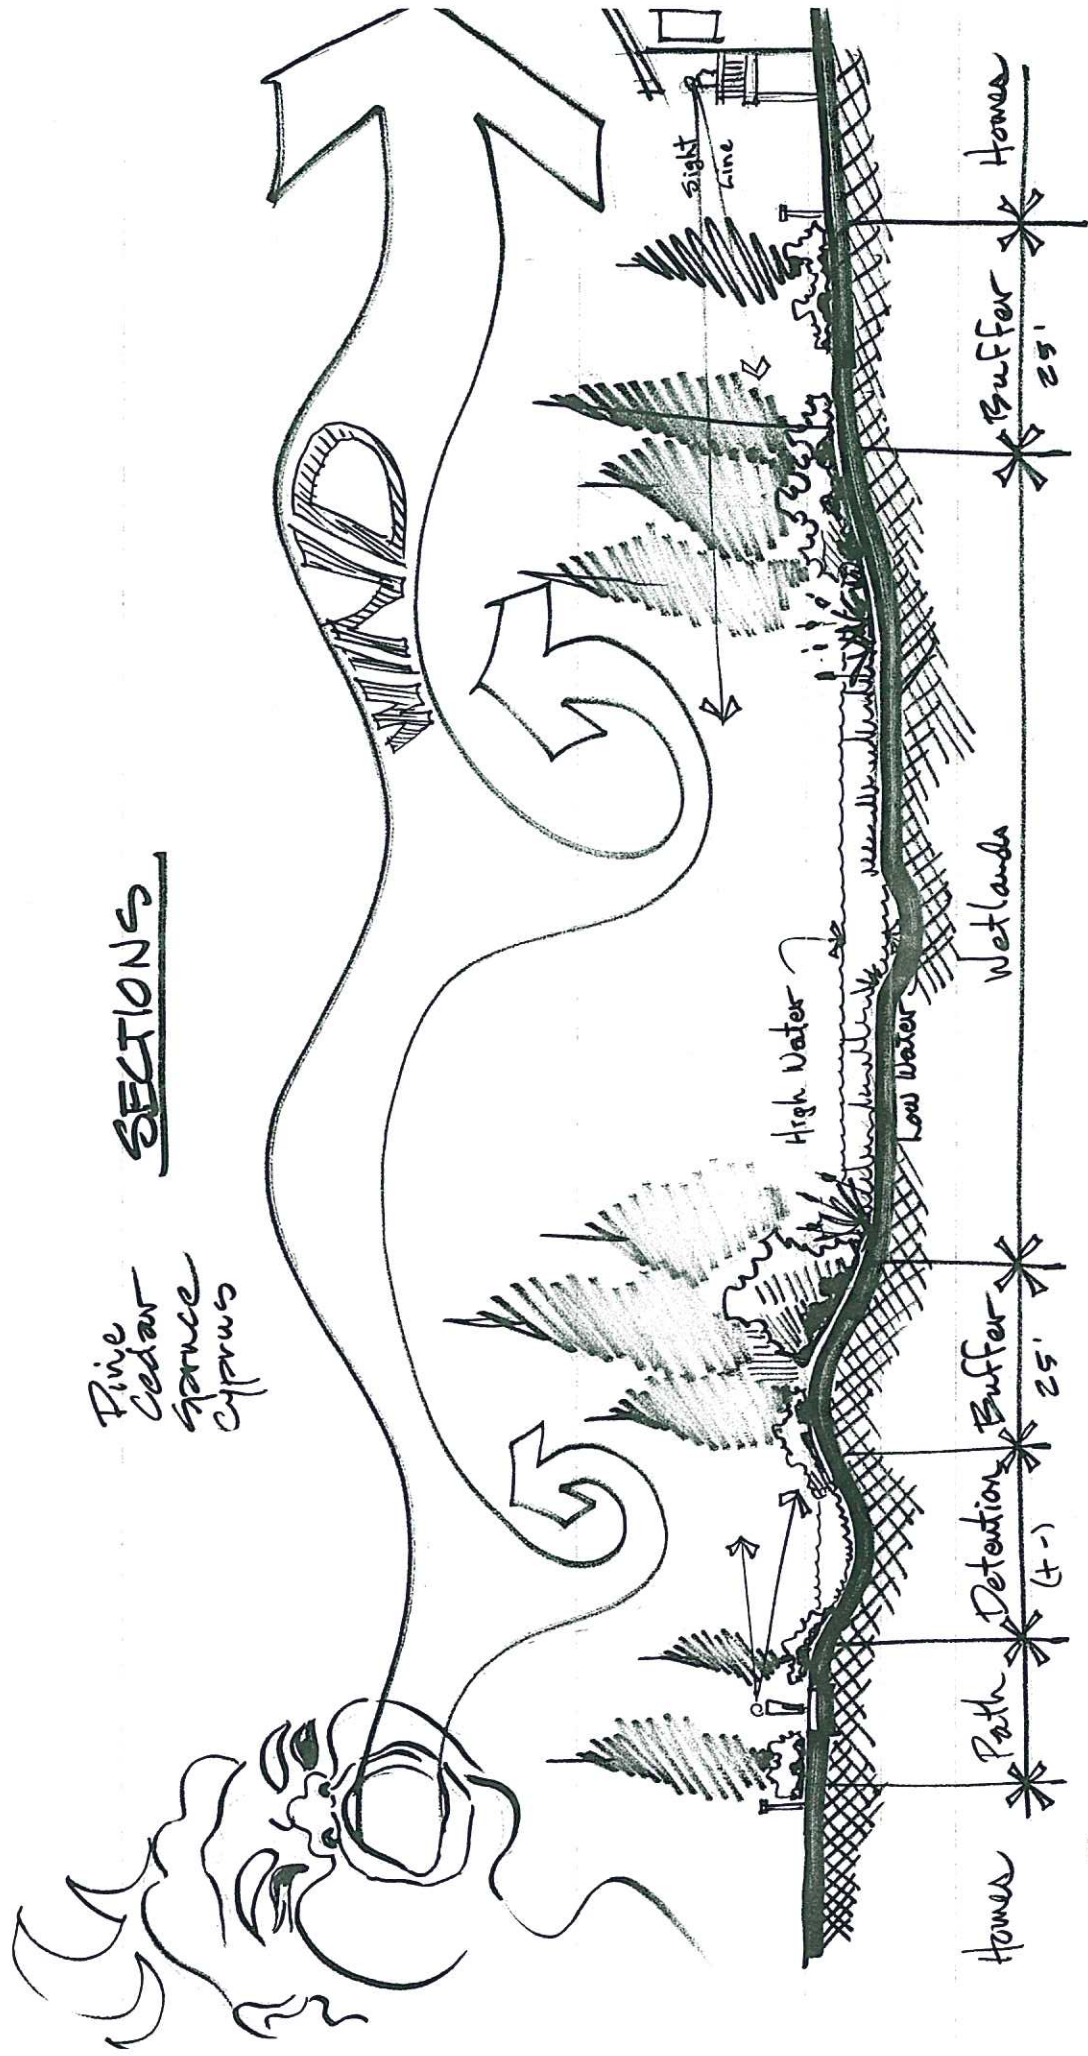 Pine
Cedar
Spruce
Cyprus
SECTIONS
WIND
Sight
Line
High Water
Low Water
Homes
Path
Detention
(+-)
Buffer
25'
Wetlands
Buffer
25'
Homes